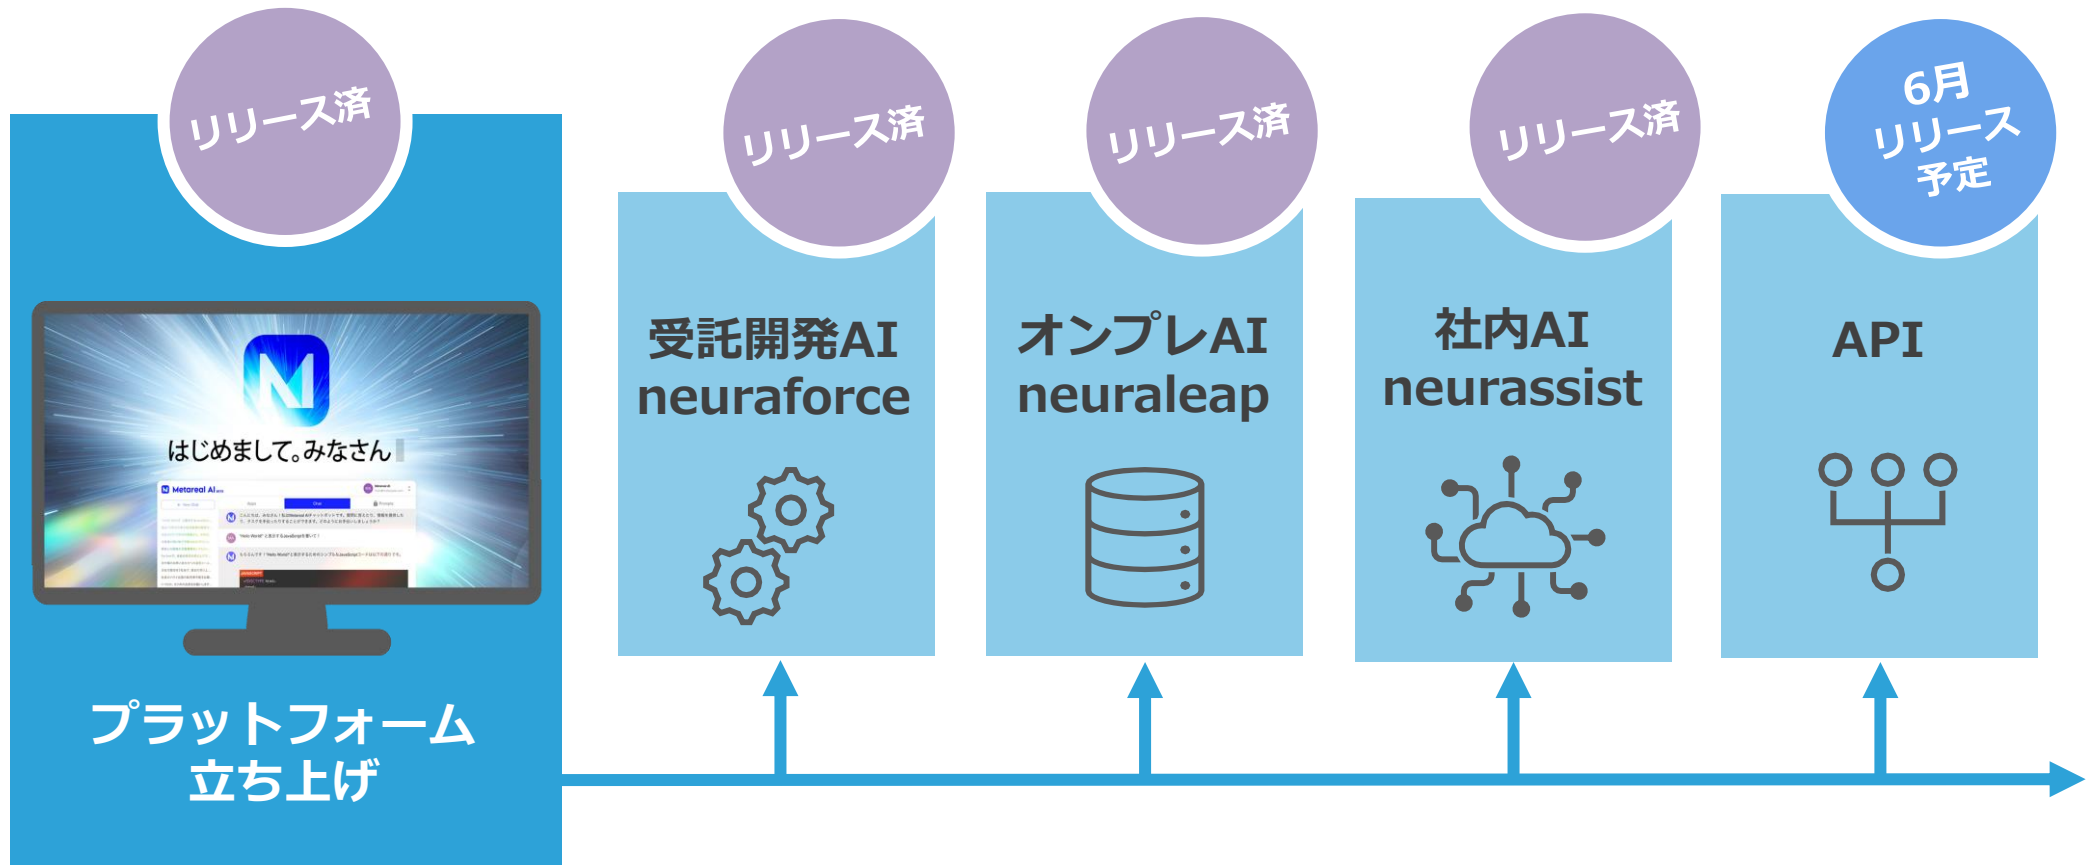 リリース済
はじめまして。みなさん
Metareal AI
Chat
プラットフォーム
立ち上げ
リリース済
受託開発AI
neuraforce
リリース済
オンプレAI
neuraleap
リリース済
社内AI
neurassist
6月
リリース
予定
API